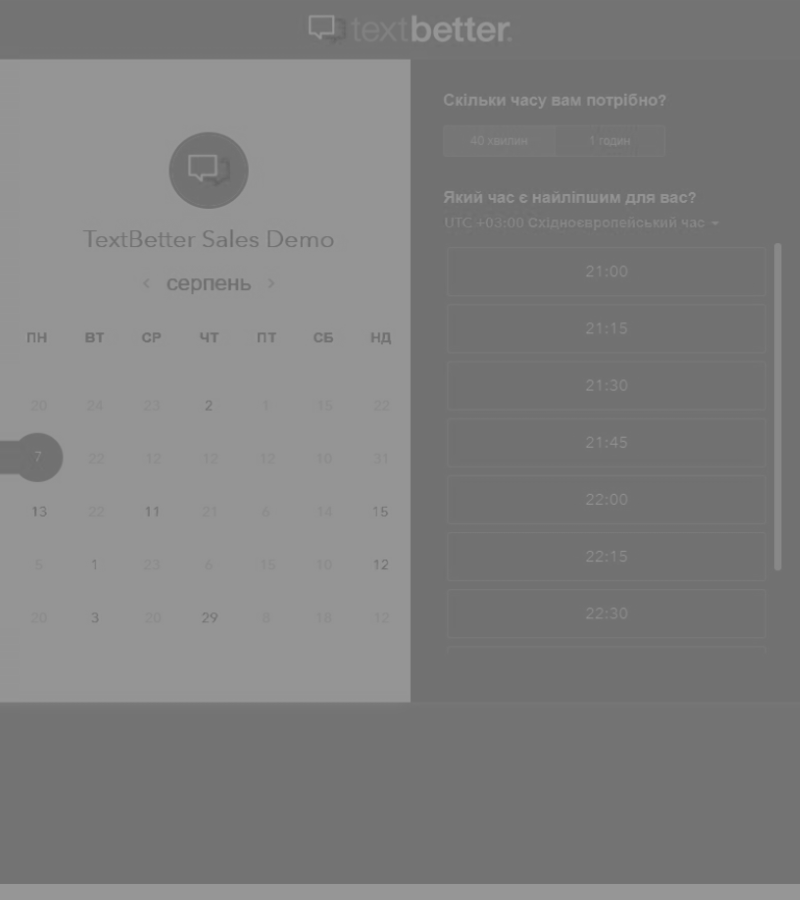 textbetter.
TextBetter Sales Demo
серпень
ПН ВТ СР ЧТ ПТ СБ НД
20 24 23 2 1 15 22
7 22 12 12 12 10 31
13 22 11 21 6 14 15
5 1 23 6 15 10 12
20 3 20 29 8 18 12
Скільки часу вам потрібно?
40 хвилин 1 годин
Який час є найліпшим для вас?
UTC +03:00 Східноєвропейський час
21:00
21:15
21:30
21:45
22:00
22:15
22:30